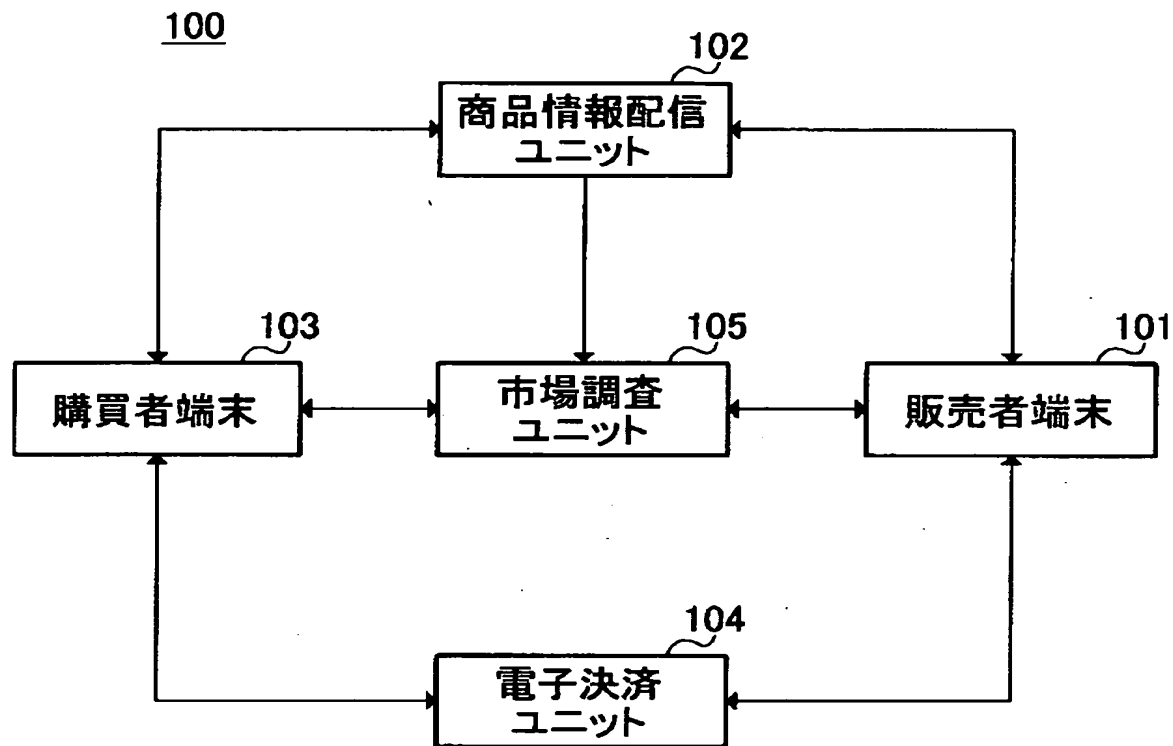 100
102
商品情報配信
ユニット
103
購買者端末
105
市場調査
ユニット
101
販売者端末
104
電子決済
ユニット